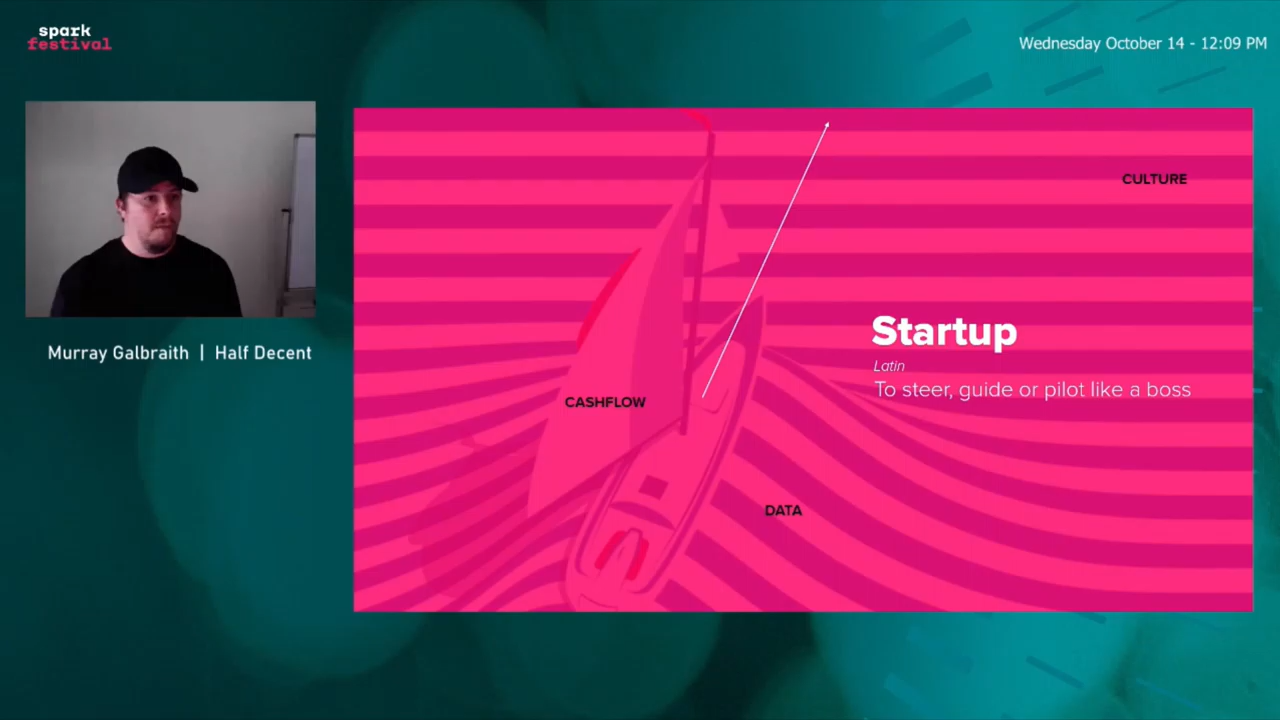 spark
festival
Wednesday October 14 - 12:09 PM
CULTURE
Startup
Latin
To steer, guide or pilot like a boss
Murray Galbraith | Half Decent
CASHFLOW
DATA